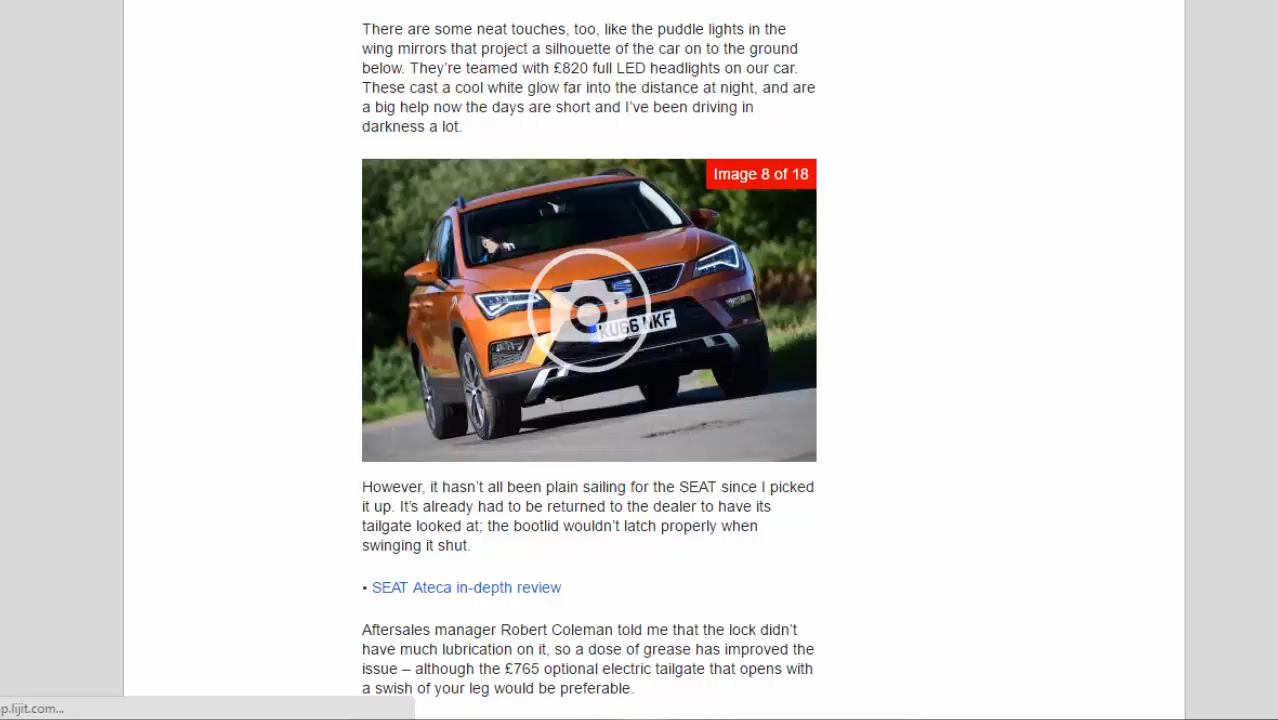 There are some neat touches, too, like the puddle lights in the
wing mirrors that project a silhouette of the car on to the ground
below. They’re teamed with £820 full LED headlights on our car.
These cast a cool white glow far into the distance at night, and are
a big help now the days are short and I’ve been driving in
darkness a lot.
Image 8 of 18
KU66 NKF
However, it hasn’t all been plain sailing for the SEAT since I picked
it up. It’s already had to be returned to the dealer to have its
tailgate looked at; the bootlid wouldn’t latch properly when
swinging it shut.
• SEAT Ateca in-depth review
Aftersales manager Robert Coleman told me that the lock didn’t
have much lubrication on it, so a dose of grease has improved the
issue – although the £765 optional electric tailgate that opens with
a swish of your leg would be preferable.
p.lijit.com...